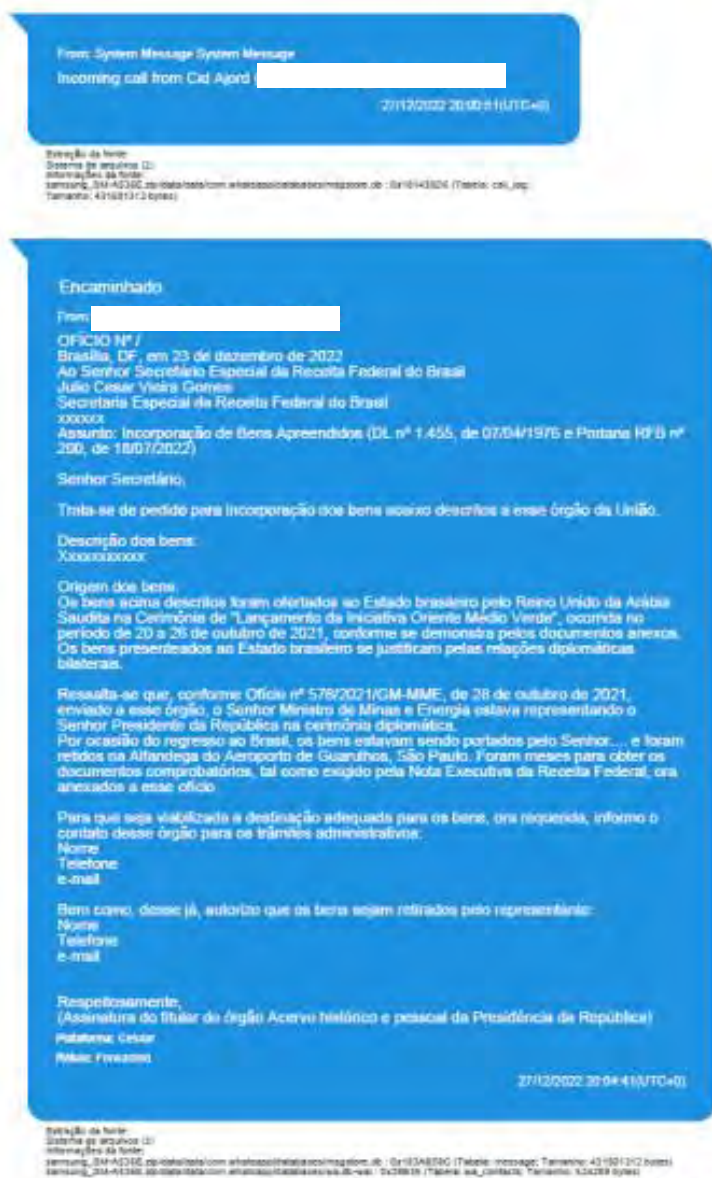 From: System Message System Message
Incoming call from Cid Ajord (
27/12/2022 20:00:51(UTC+0)
Extração da fonte:
Sistema de arquivos (2)
Informações da fonte:
Tamanho: 431601312 bytes)
Encaminhado
From:
OFÍCIO Nº /
Brasília, DF, em 23 de dezembro de 2022
Ao Senhor Secretário Especial da Receita Federal do Brasil
Julio Cesar Vieira Gomes
Secretaria Especial da Receita Federal do Brasil
xxxxxx
Assunto: Incorporação de Bens Apreendidos (DL nº 1.455, de 07/04/1976 e Portaria RFB nº
200, de 18/07/2022)
Senhor Secretário,
Trata-se de pedido para incorporação dos bens abaixo descritos a esse órgão da União.
Descrição dos bens:
Xxxxxxxxxxx
Origem dos bens:
Os bens acima descritos foram ofertados ao Estado brasileiro pelo Reino Unido da Arábia
Saudita na Cerimônia de "Lançamento da Iniciativa Oriente Médio Verde", ocorrida no
período de 20 a 26 de outubro de 2021, conforme se demonstra pelos documentos anexos.
Os bens presenteados ao Estado brasileiro se justificam pelas relações diplomáticas
bilaterais.
Ressalta-se que, conforme Ofício nº 578/2021/GM-MME, de 28 de outubro de 2021,
enviado a esse órgão, o Senhor Ministro de Minas e Energia estava representando o
Senhor Presidente da República na cerimônia diplomática.
Por ocasião do regresso ao Brasil, os bens estavam sendo portados pelo Senhor.... e foram
retidos na Alfândega do Aeroporto de Guarulhos, São Paulo. Foram meses para obter os
documentos comprobatórios, tal como exigido pela Nota Executiva da Receita Federal, ora
anexados a esse ofício
Para que seja viabilizada a destinação adequada para os bens, ora requerida, informo o
contato desse órgão para os trâmites administrativos:
Nome
Telefone
e-mail
Bem como, desse já, autorizo que os bens sejam retirados pelo representante:
Nome
Telefone
e-mail
Respeitosamente,
(Assinatura do titular do órgão Acervo histórico e pessoal da Presidência da República)
Plataforma: Celular
27/12/2022 20:04:41(UTC+0)
Extração da fonte:
Sistema de arquivos (2)
Informações da fonte: